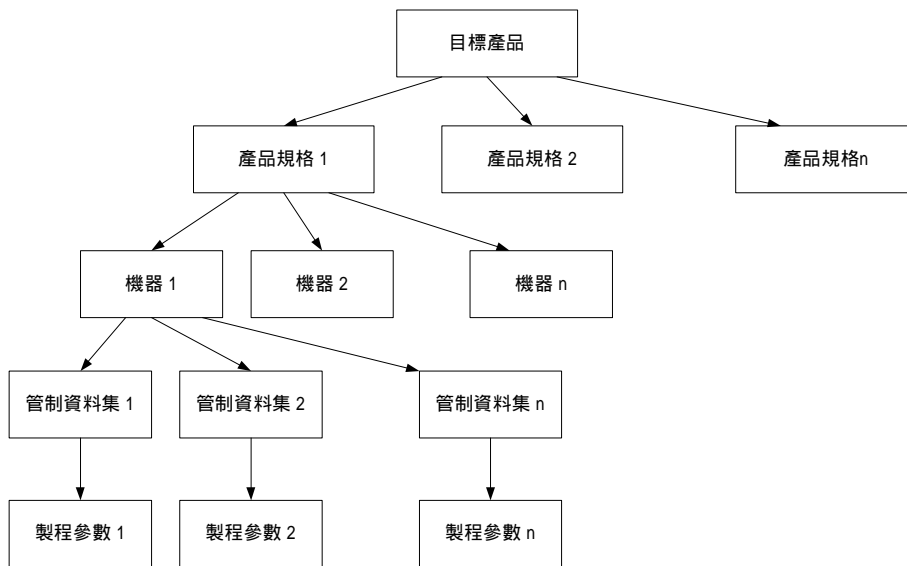 目標產品
產品規格 1
產品規格 2
產品規格n
機器 1
機器 2
機器 n
管制資料集 1
管制資料集 2
管制資料集 n
製程參數 1
製程參數 2
製程參數 n